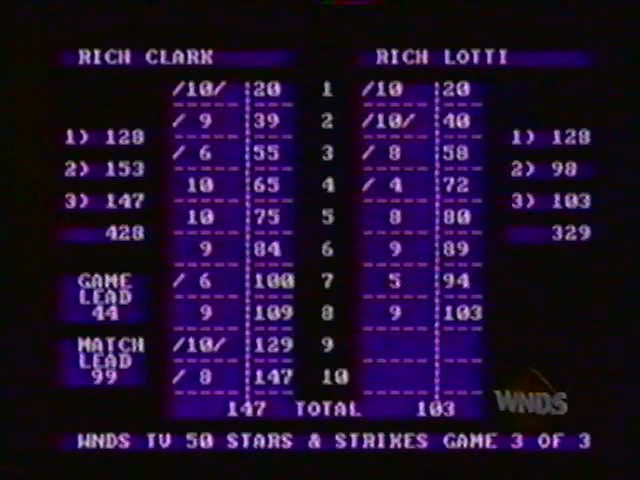 RICH CLARK RICH LOTTI
/10/ 20 1 /10 20
/ 9 39 2 /10/ 40
1) 128 / 6 55 3 / 8 58 1) 128
2) 153 10 65 4 / 4 72 2) 98
3) 147 10 75 5 8 80 3) 103
428 9 84 6 9 89 329
GAME / 6 100 7 5 94
LEAD
44 9 109 8 9 103
MATCH /10/ 129 9
LEAD
99 / 8 147 10
147 TOTAL 103
WNDS
WNDS TV 50 STARS & STRIKES GAME 3 OF 3